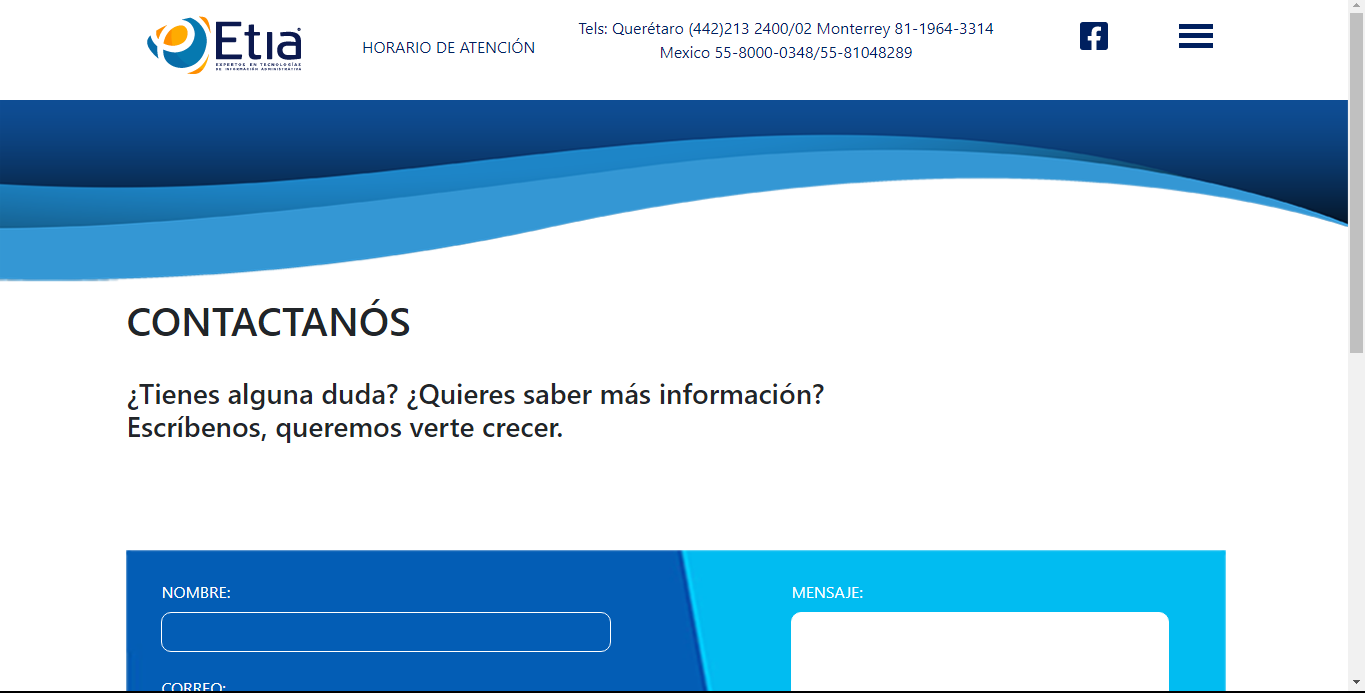 Etia
EXPERTOS EN TECNOLOGÍAS
DE INFORMACIÓN ADMINISTRATIVA
HORARIO DE ATENCIÓN
Tels: Querétaro (442)213 2400/02 Monterrey 81-1964-3314
Mexico 55-8000-0348/55-81048289
CONTACTANÓS
¿Tienes alguna duda? ¿Quieres saber más información?
Escríbenos, queremos verte crecer.
NOMBRE:
MENSAJE:
CORREO: